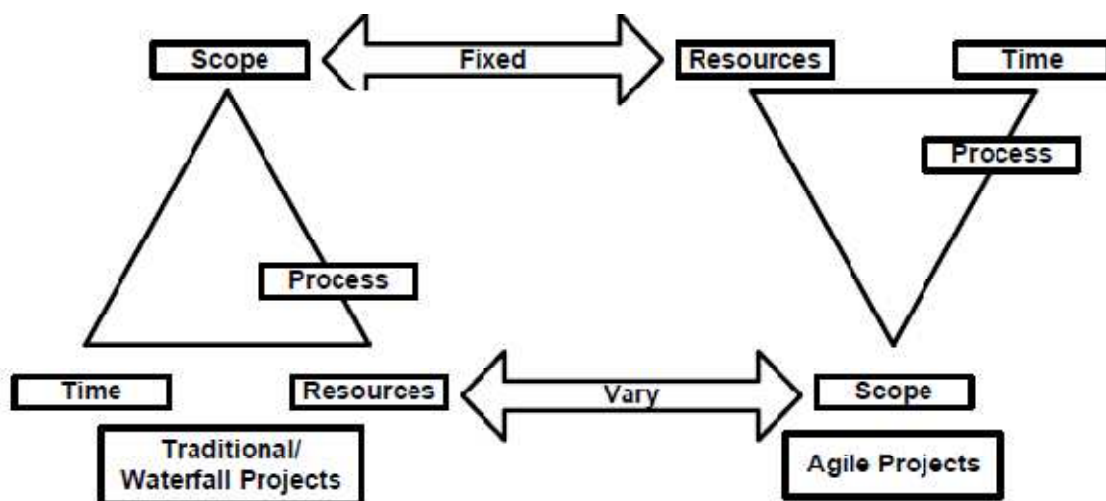 Scope
Fixed
Resources
Time
Process
Process
Time
Resources
Vary
Scope
Traditional/
Waterfall Projects
Agile Projects